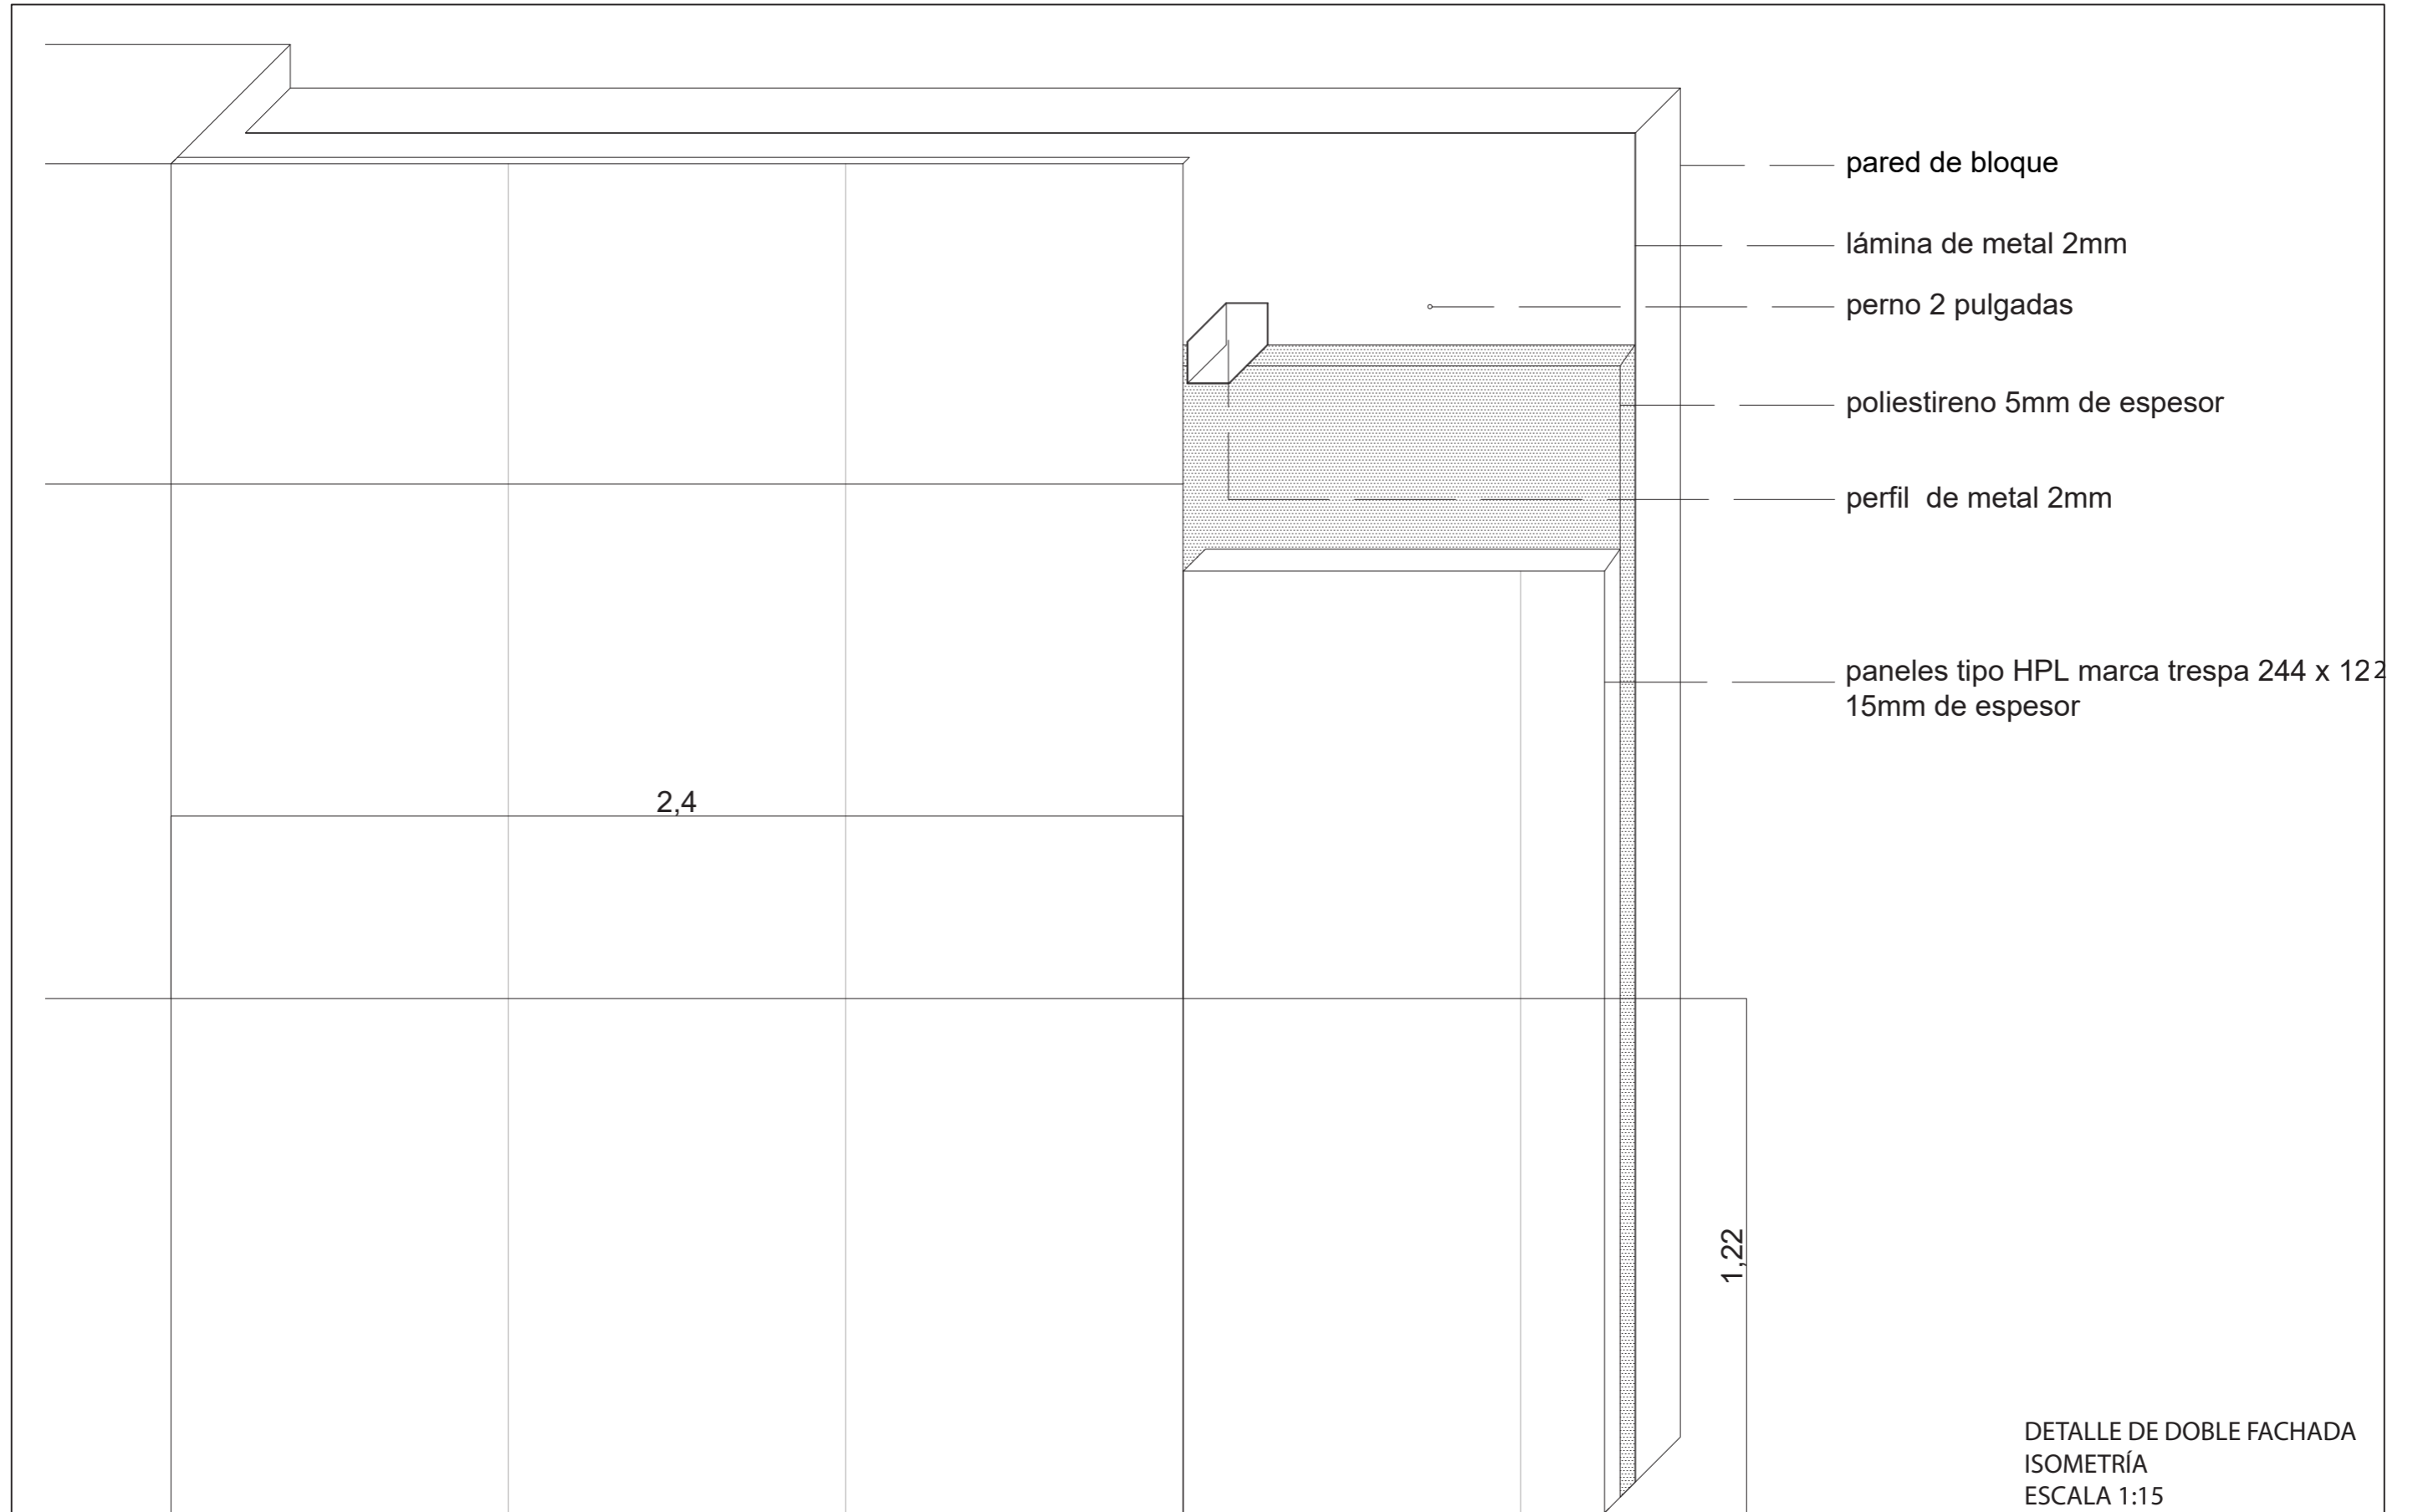 pared de bloque
lámina de metal 2mm
perno 2 pulgadas
poliestireno 5mm de espesor
perfil  de metal 2mm
paneles tipo HPL marca trespa 244 x 122
15mm de espesor
2,4
1,22
DETALLE DE DOBLE FACHADA
ISOMETRÍA
ESCALA 1:15